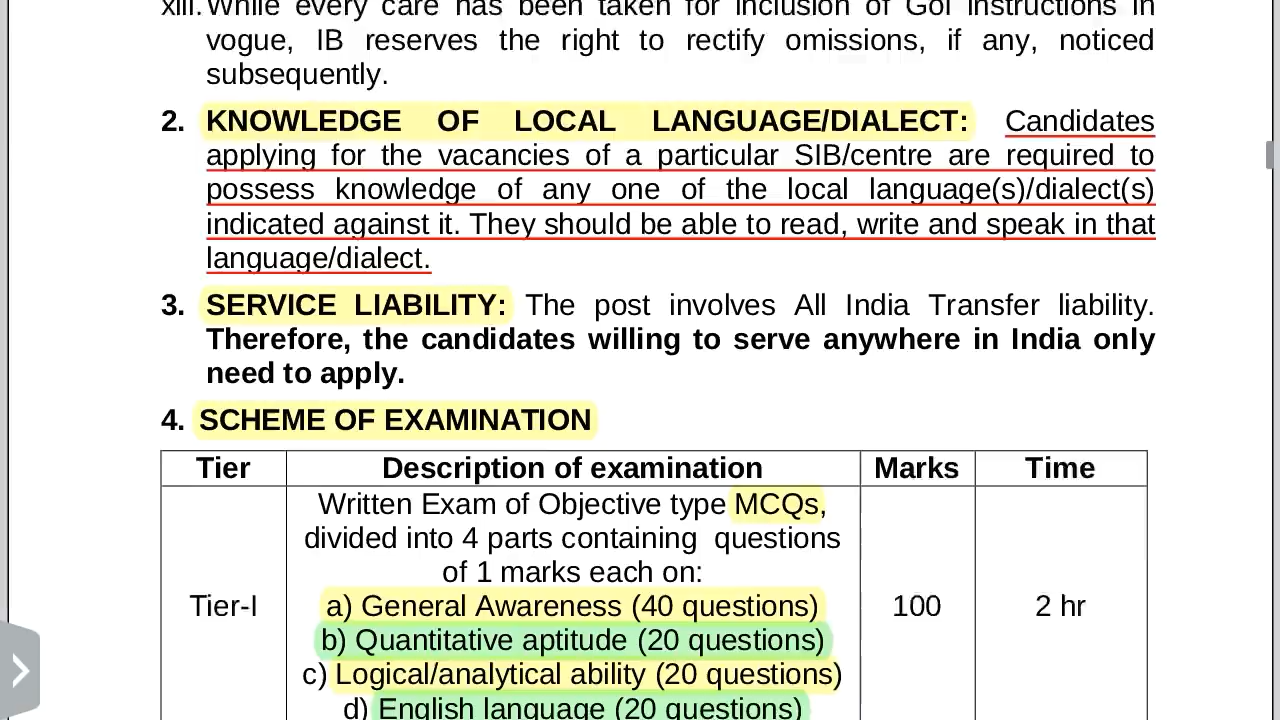 xiii. While every care has been taken for inclusion of GoI instructions in
vogue, IB reserves the right to rectify omissions, if any, noticed
subsequently.
2. KNOWLEDGE OF LOCAL LANGUAGE/DIALECT: Candidates
applying for the vacancies of a particular SIB/centre are required to
possess knowledge of any one of the local language(s)/dialect(s)
indicated against it. They should be able to read, write and speak in that
language/dialect.
3. SERVICE LIABILITY: The post involves All India Transfer liability.
Therefore, the candidates willing to serve anywhere in India only
need to apply.
4. SCHEME OF EXAMINATION
Tier Description of examination Marks Time
Written Exam of Objective type MCQs,
divided into 4 parts containing questions
of 1 marks each on:
Tier-I a) General Awareness (40 questions) 100 2 hr
b) Quantitative aptitude (20 questions)
c) Logical/analytical ability (20 questions)
d) English language (20 questions)